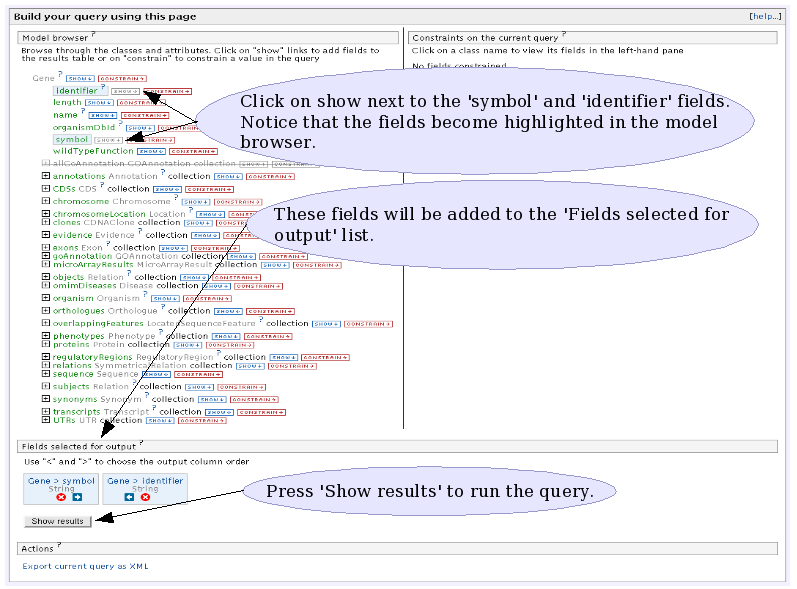 Build your query using this page
[help...]
Model browser ?
Browse through the classes and attributes. Click on "show" links to add fields to
the results table or on "constrain" to constrain a value in the query
Constraints on the current query ?
Click on a class name to view its fields in the left-hand pane
No fields constrained
Gene ? SHOW CONSTRAIN
identifier ? SHOW CONSTRAIN
length SHOW CONSTRAIN
name ? SHOW CONSTRAIN
organismDbId SHOW CONSTRAIN
symbol ? SHOW CONSTRAIN
wildTypeFunction SHOW CONSTRAIN
allGoAnnotation GOAnnotation collection SHOW
annotations Annotation ? collection SHOW CONSTRAIN
CDSs CDS ? collection SHOW CONSTRAIN
chromosome Chromosome ? SHOW CONSTRAIN
chromosomeLocation Location ? SHOW
clones CDNAClone collection SHOW
evidence Evidence ? collection SHOW
exons Exon ? collection SHOW CONSTRAIN
goAnnotation GOAnnotation collection SHOW CONSTRAIN
microArrayResults MicroArrayResult collection SHOW CONSTRAIN
objects Relation ? collection SHOW CONSTRAIN
omimDiseases Disease collection SHOW CONSTRAIN
organism Organism ? SHOW CONSTRAIN
orthologues Orthologue ? collection SHOW CONSTRAIN
overlappingFeatures LocatedSequenceFeature ? collection SHOW CONSTRAIN
phenotypes Phenotype ? collection SHOW CONSTRAIN
proteins Protein collection SHOW CONSTRAIN
regulatoryRegions RegulatoryRegion ? collection SHOW CONSTRAIN
relations SymmetricalRelation collection SHOW CONSTRAIN
sequence Sequence SHOW CONSTRAIN
subjects Relation ? collection SHOW CONSTRAIN
synonyms Synonym ? collection SHOW CONSTRAIN
transcripts Transcript ? collection SHOW CONSTRAIN
UTRs UTR collection SHOW CONSTRAIN
Click on show next to the 'symbol' and 'identifier' fields.
Notice that the fields become highlighted in the model
browser.
These fields will be added to the 'Fields selected for
output' list.
Fields selected for output ?
Use "<" and ">" to choose the output column order
Gene > symbol
String
Gene > identifier
String
Press 'Show results' to run the query.
Show results
Actions ?
Export current query as XML